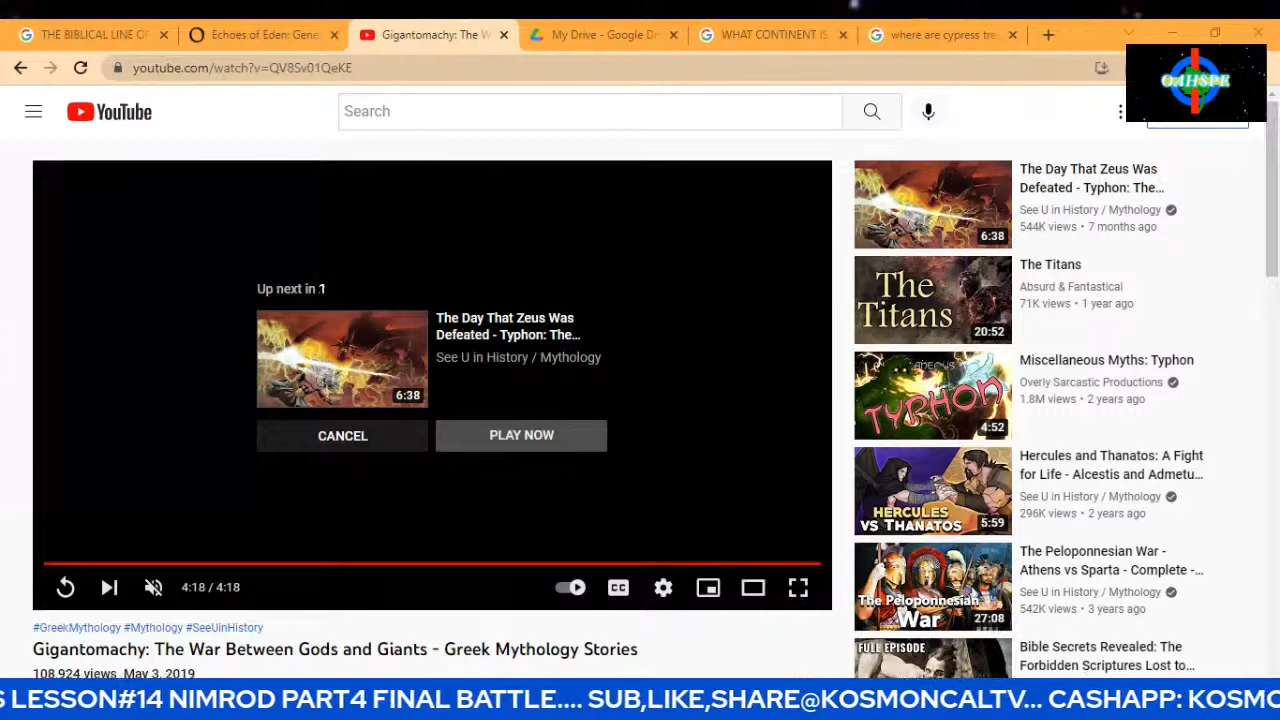 THE BIBLICAL LINE OF
Echoes of Eden: Gene
Gigantomachy: The W
My Drive - Google Dr
WHAT CONTINENT IS
where are cypress tre
youtube.com/watch?v=QV8Sv01QeKE
OAHSPE
YouTube
Search
Up next in 1
The Day That Zeus Was
Defeated - Typhon: The...
See U in History / Mythology
6:38
CANCEL
PLAY NOW
4:18 / 4:18
CC
#GreekMythology #Mythology #SeeUinHistory
Gigantomachy: The War Between Gods and Giants - Greek Mythology Stories
108,924 views May 3, 2019
The Day That Zeus Was
Defeated - Typhon: The...
See U in History / Mythology
544K views • 7 months ago
6:38
The Titans
The Titans
Absurd & Fantastical
71K views • 1 year ago
20:52
TYPHON
Miscellaneous Myths: Typhon
Overly Sarcastic Productions
1.8M views • 2 years ago
4:52
HERCULES
VS THANATOS
Hercules and Thanatos: A Fight
for Life - Alcestis and Admetu...
See U in History / Mythology
296K views • 2 years ago
5:59
The Peloponnesian
War
The Peloponnesian War -
Athens vs Sparta - Complete -...
See U in History / Mythology
542K views • 3 years ago
27:08
FULL EPISODE
Bible Secrets Revealed: The
Forbidden Scriptures Lost to...
S LESSON#14 NIMROD PART4 FINAL BATTLE.... SUB,LIKE,SHARE@KOSMONCALTV... CASHAPP: KOSMO